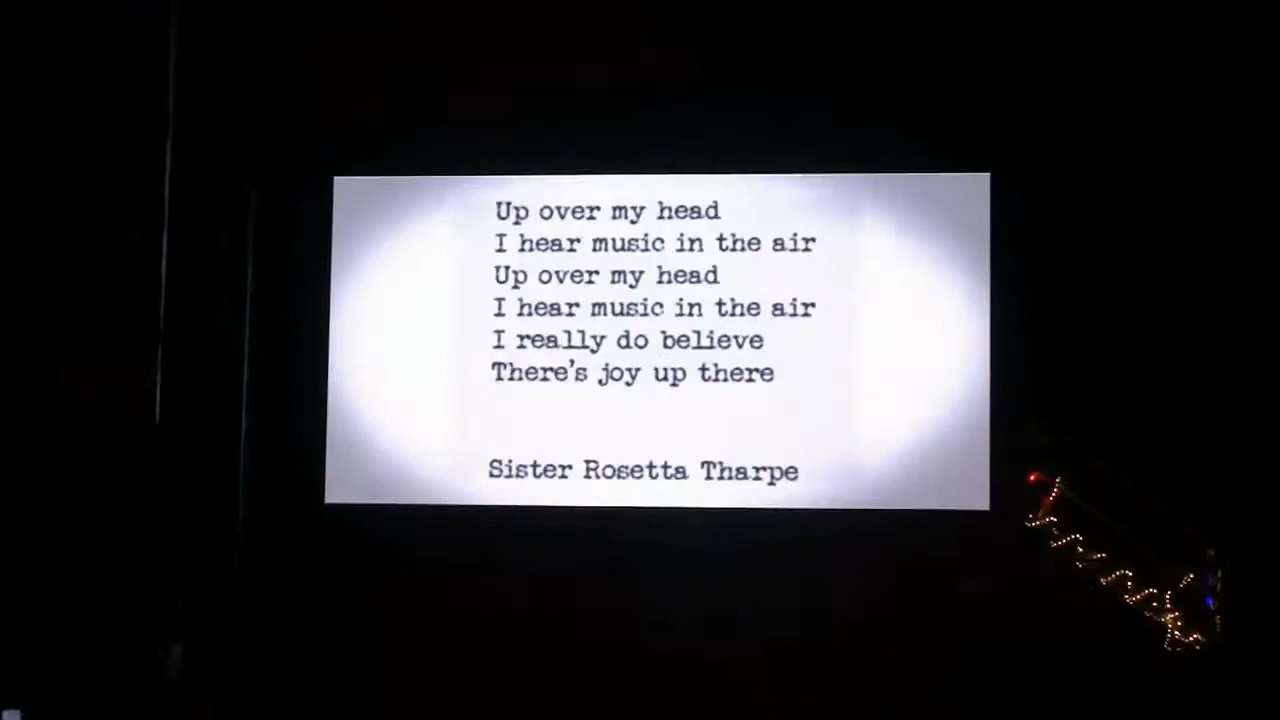 Up over my head
I hear music in the air
Up over my head
I hear music in the air
I really do believe
There's joy up there
Sister Rosetta Tharpe